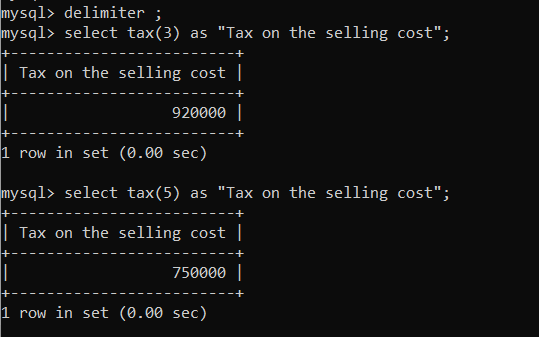 mysql> delimiter ;
mysql> select tax(3) as "Tax on the selling cost";
+-------------------------+
| Tax on the selling cost |
+-------------------------+
|                  920000 |
+-------------------------+
1 row in set (0.00 sec)

mysql> select tax(5) as "Tax on the selling cost";
+-------------------------+
| Tax on the selling cost |
+-------------------------+
|                  750000 |
+-------------------------+
1 row in set (0.00 sec)